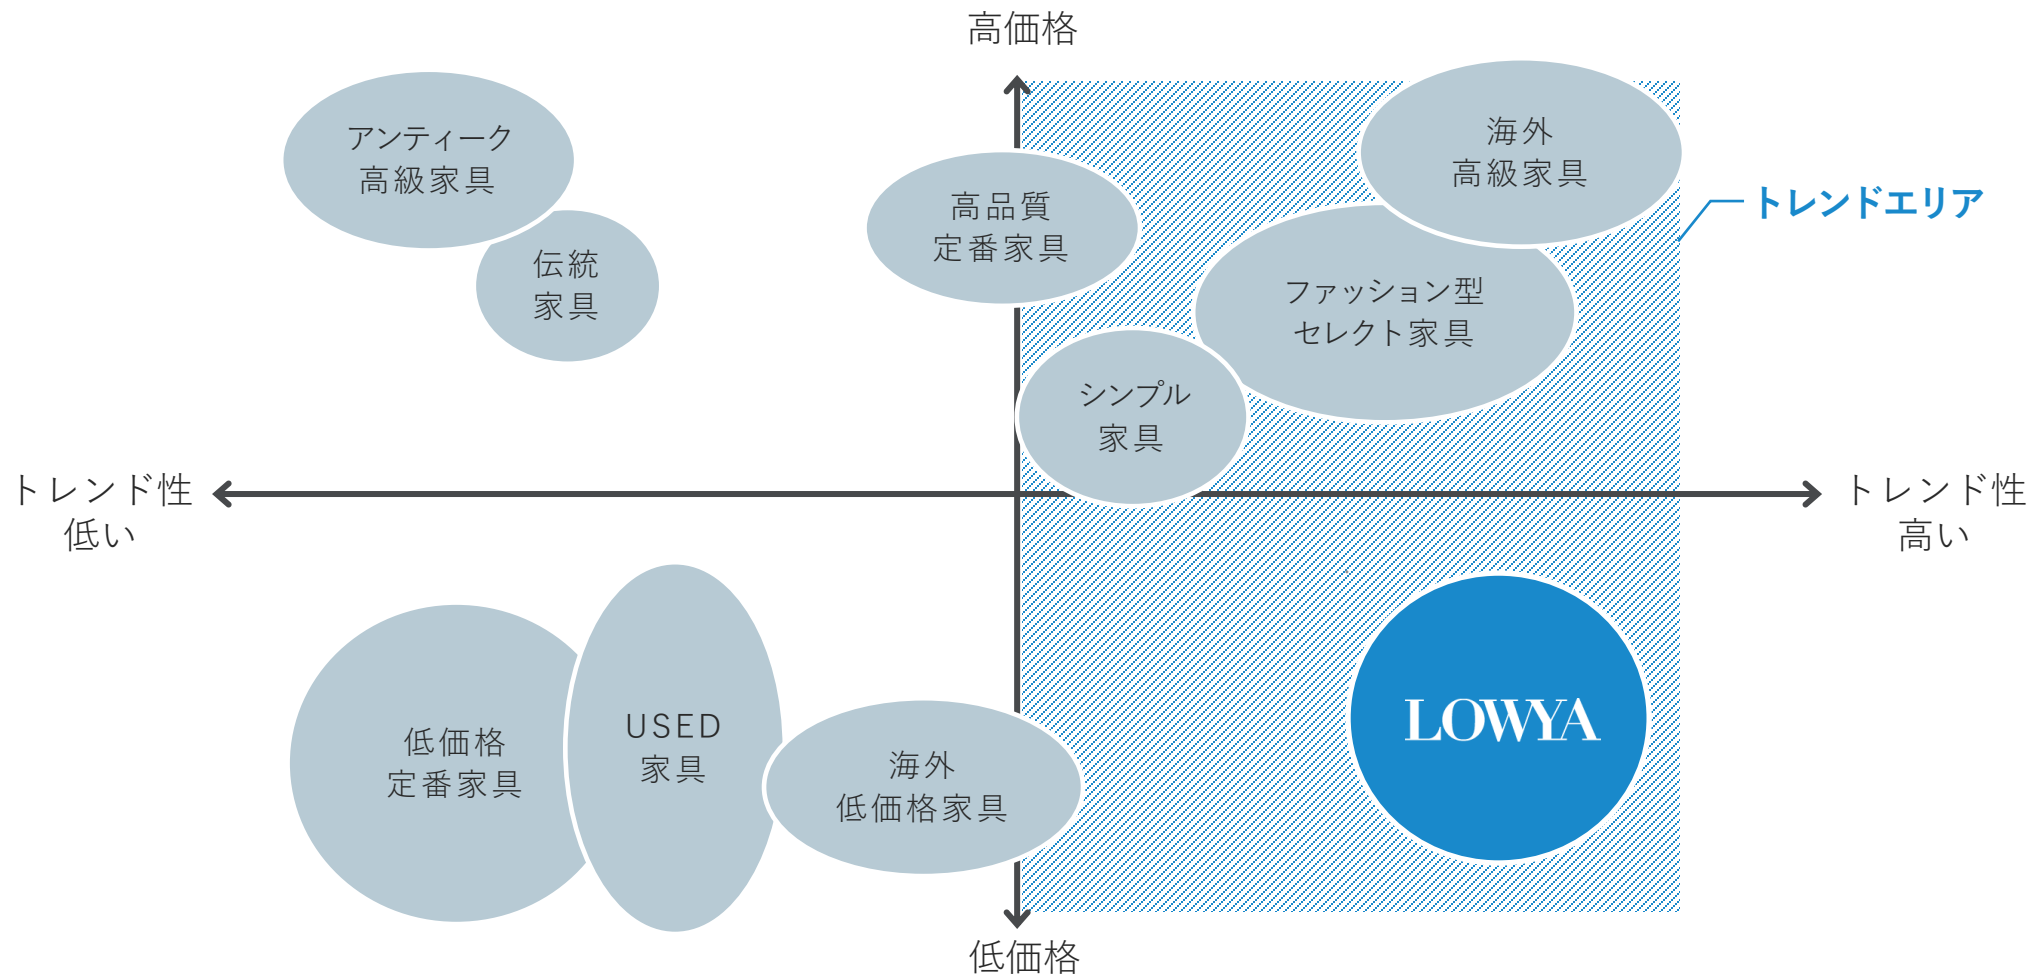 高価格
アンティーク
高級家具
海外
高級家具
高品質
定番家具
トレンドエリア
伝統
家具
ファッション型
セレクト家具
シンプル
家具
トレンド性
低い
トレンド性
高い
低価格
定番家具
USED
家具
海外
低価格家具
LOWYA
低価格